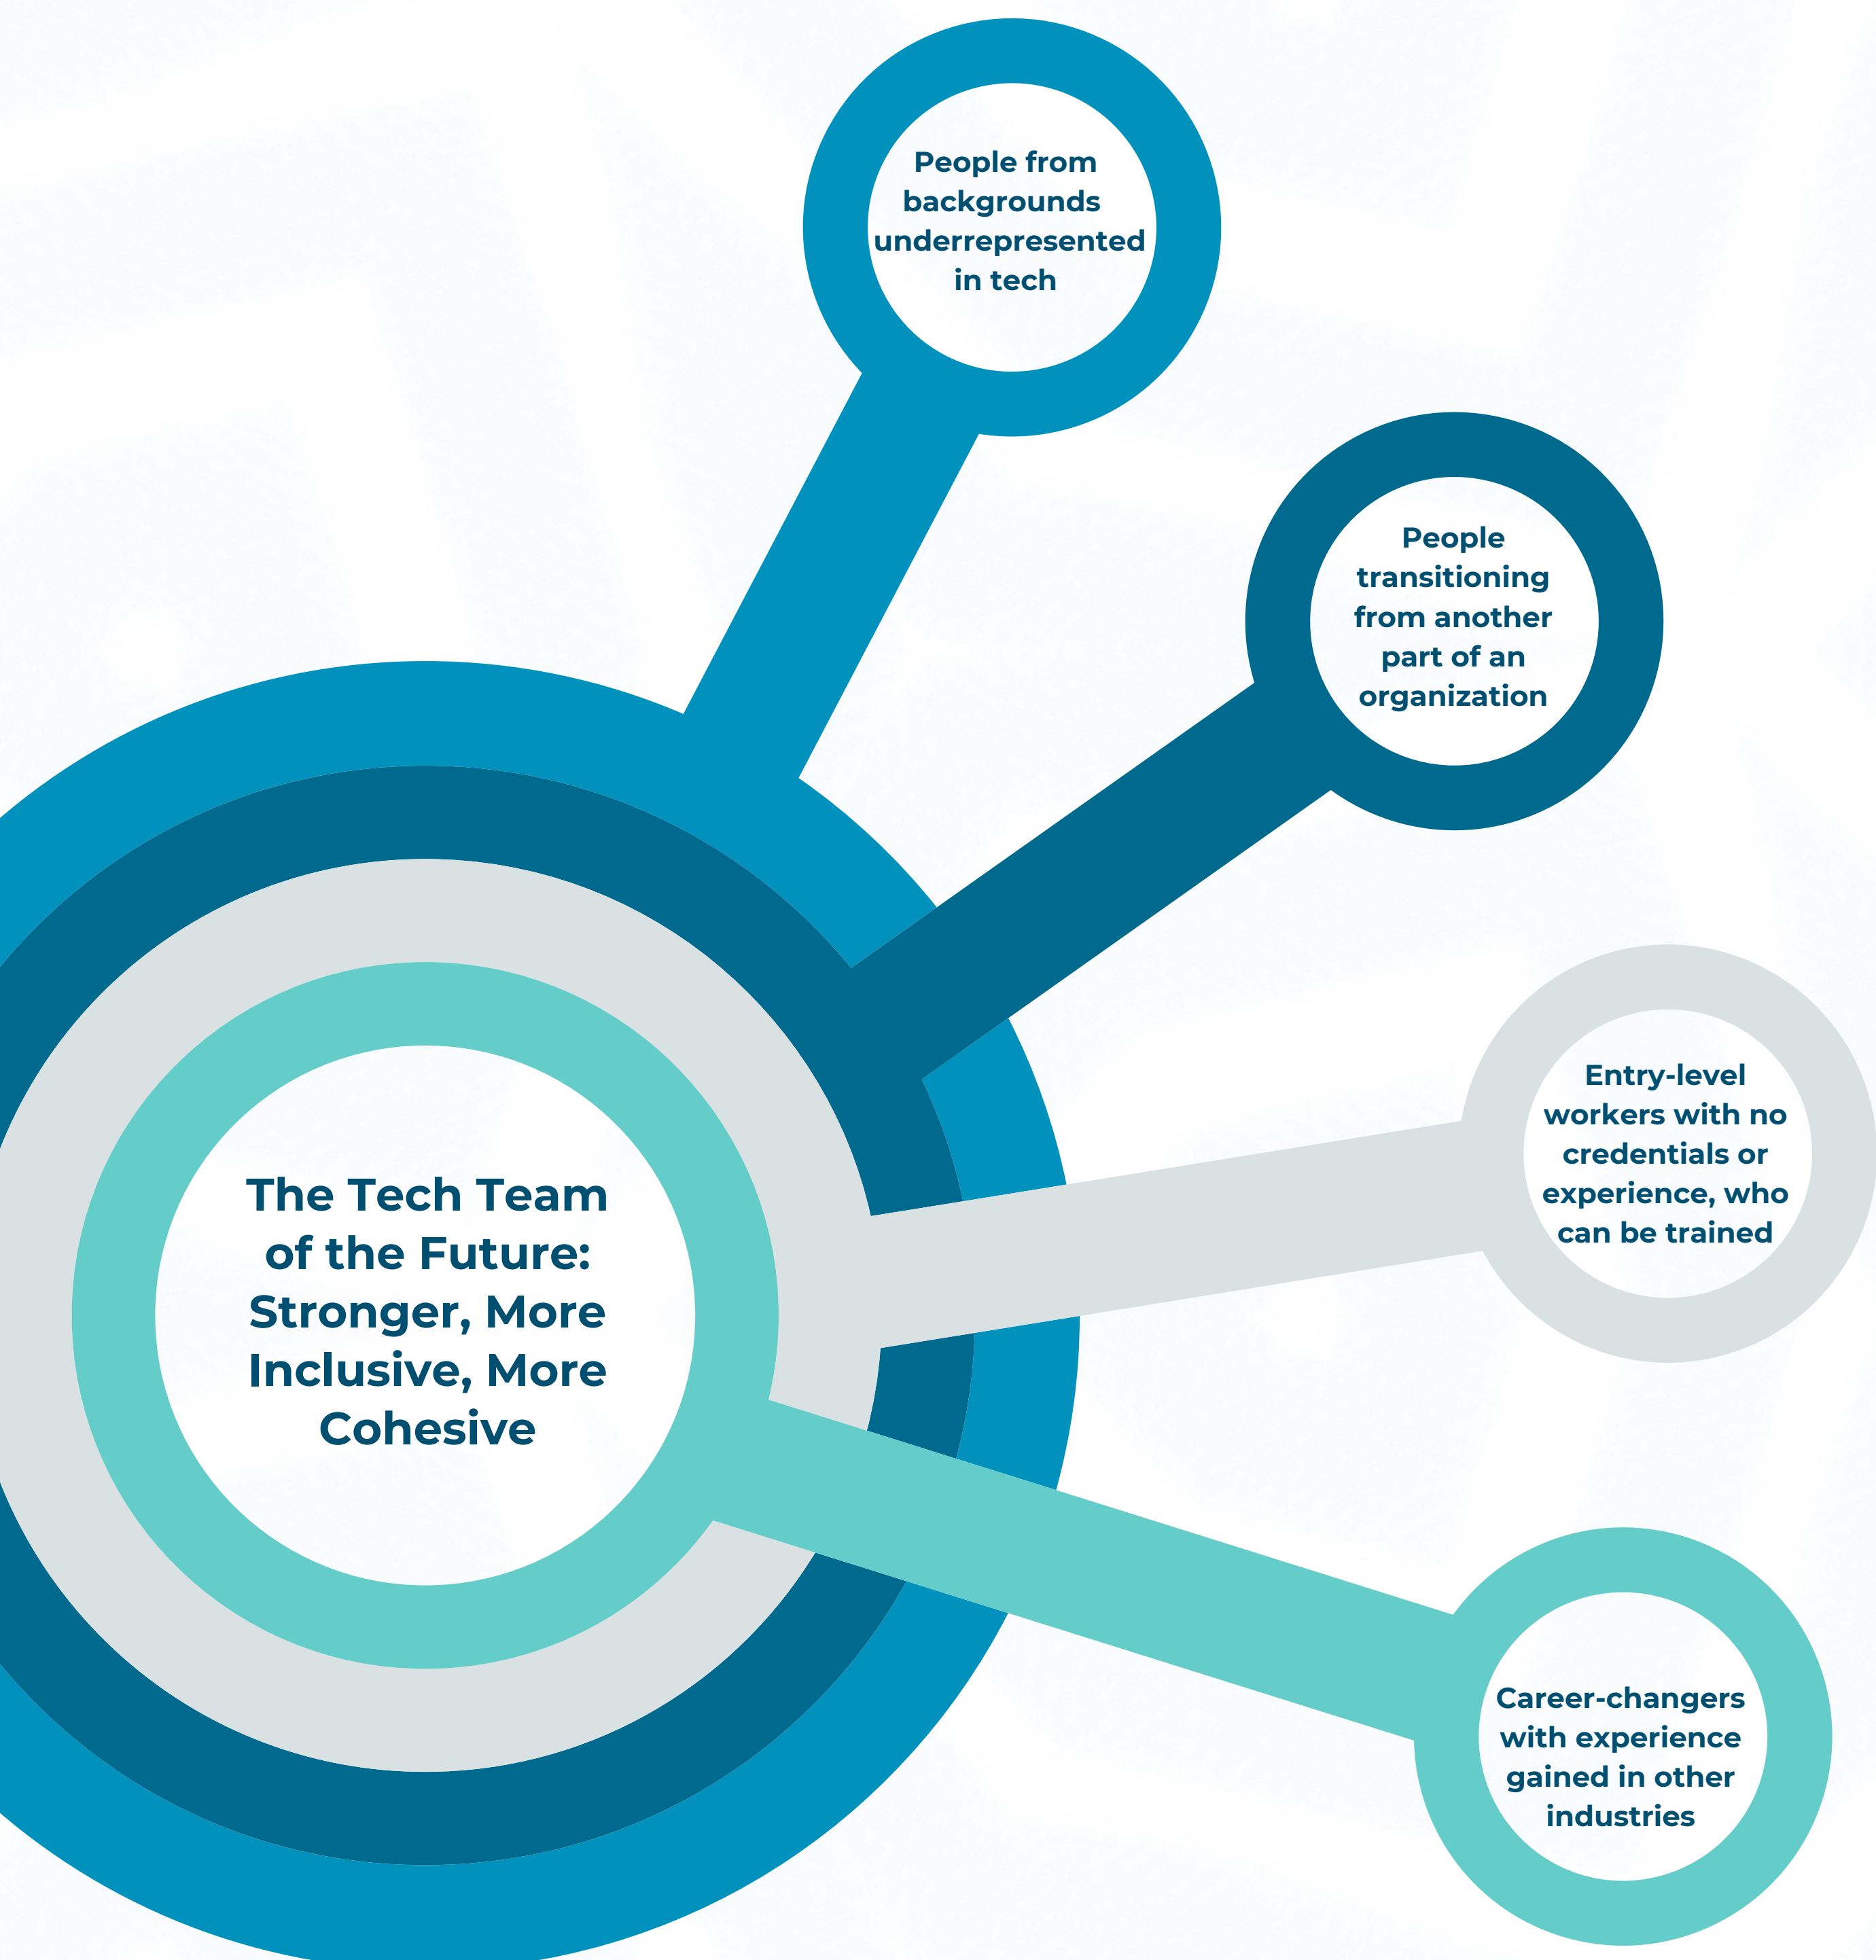 People from
backgrounds
underrepresented
in tech
People
transitioning
from another
part of an
organization
Entry-level
workers with no
credentials or
experience, who
can be trained
The Tech Team
of the Future:
Stronger, More
Inclusive, More
Cohesive
Career-changers
with experience
gained in other
industries